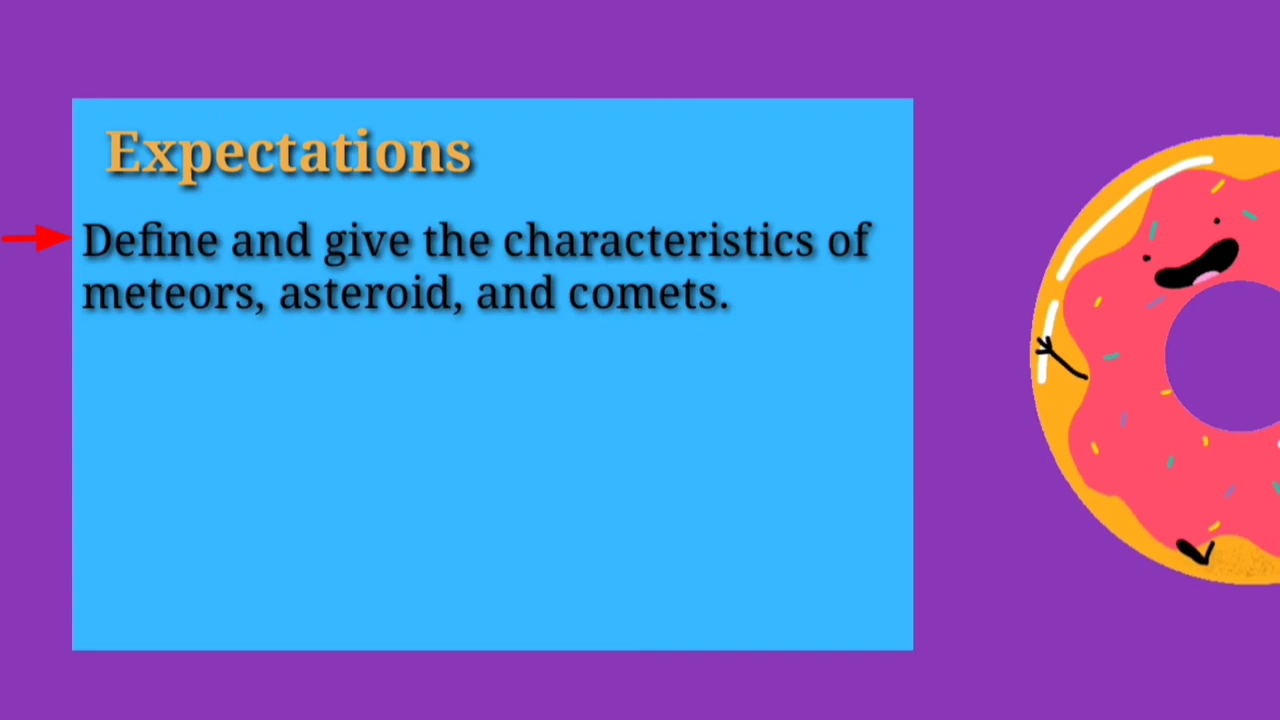 Expectations
Define and give the characteristics of
meteors, asteroid, and comets.